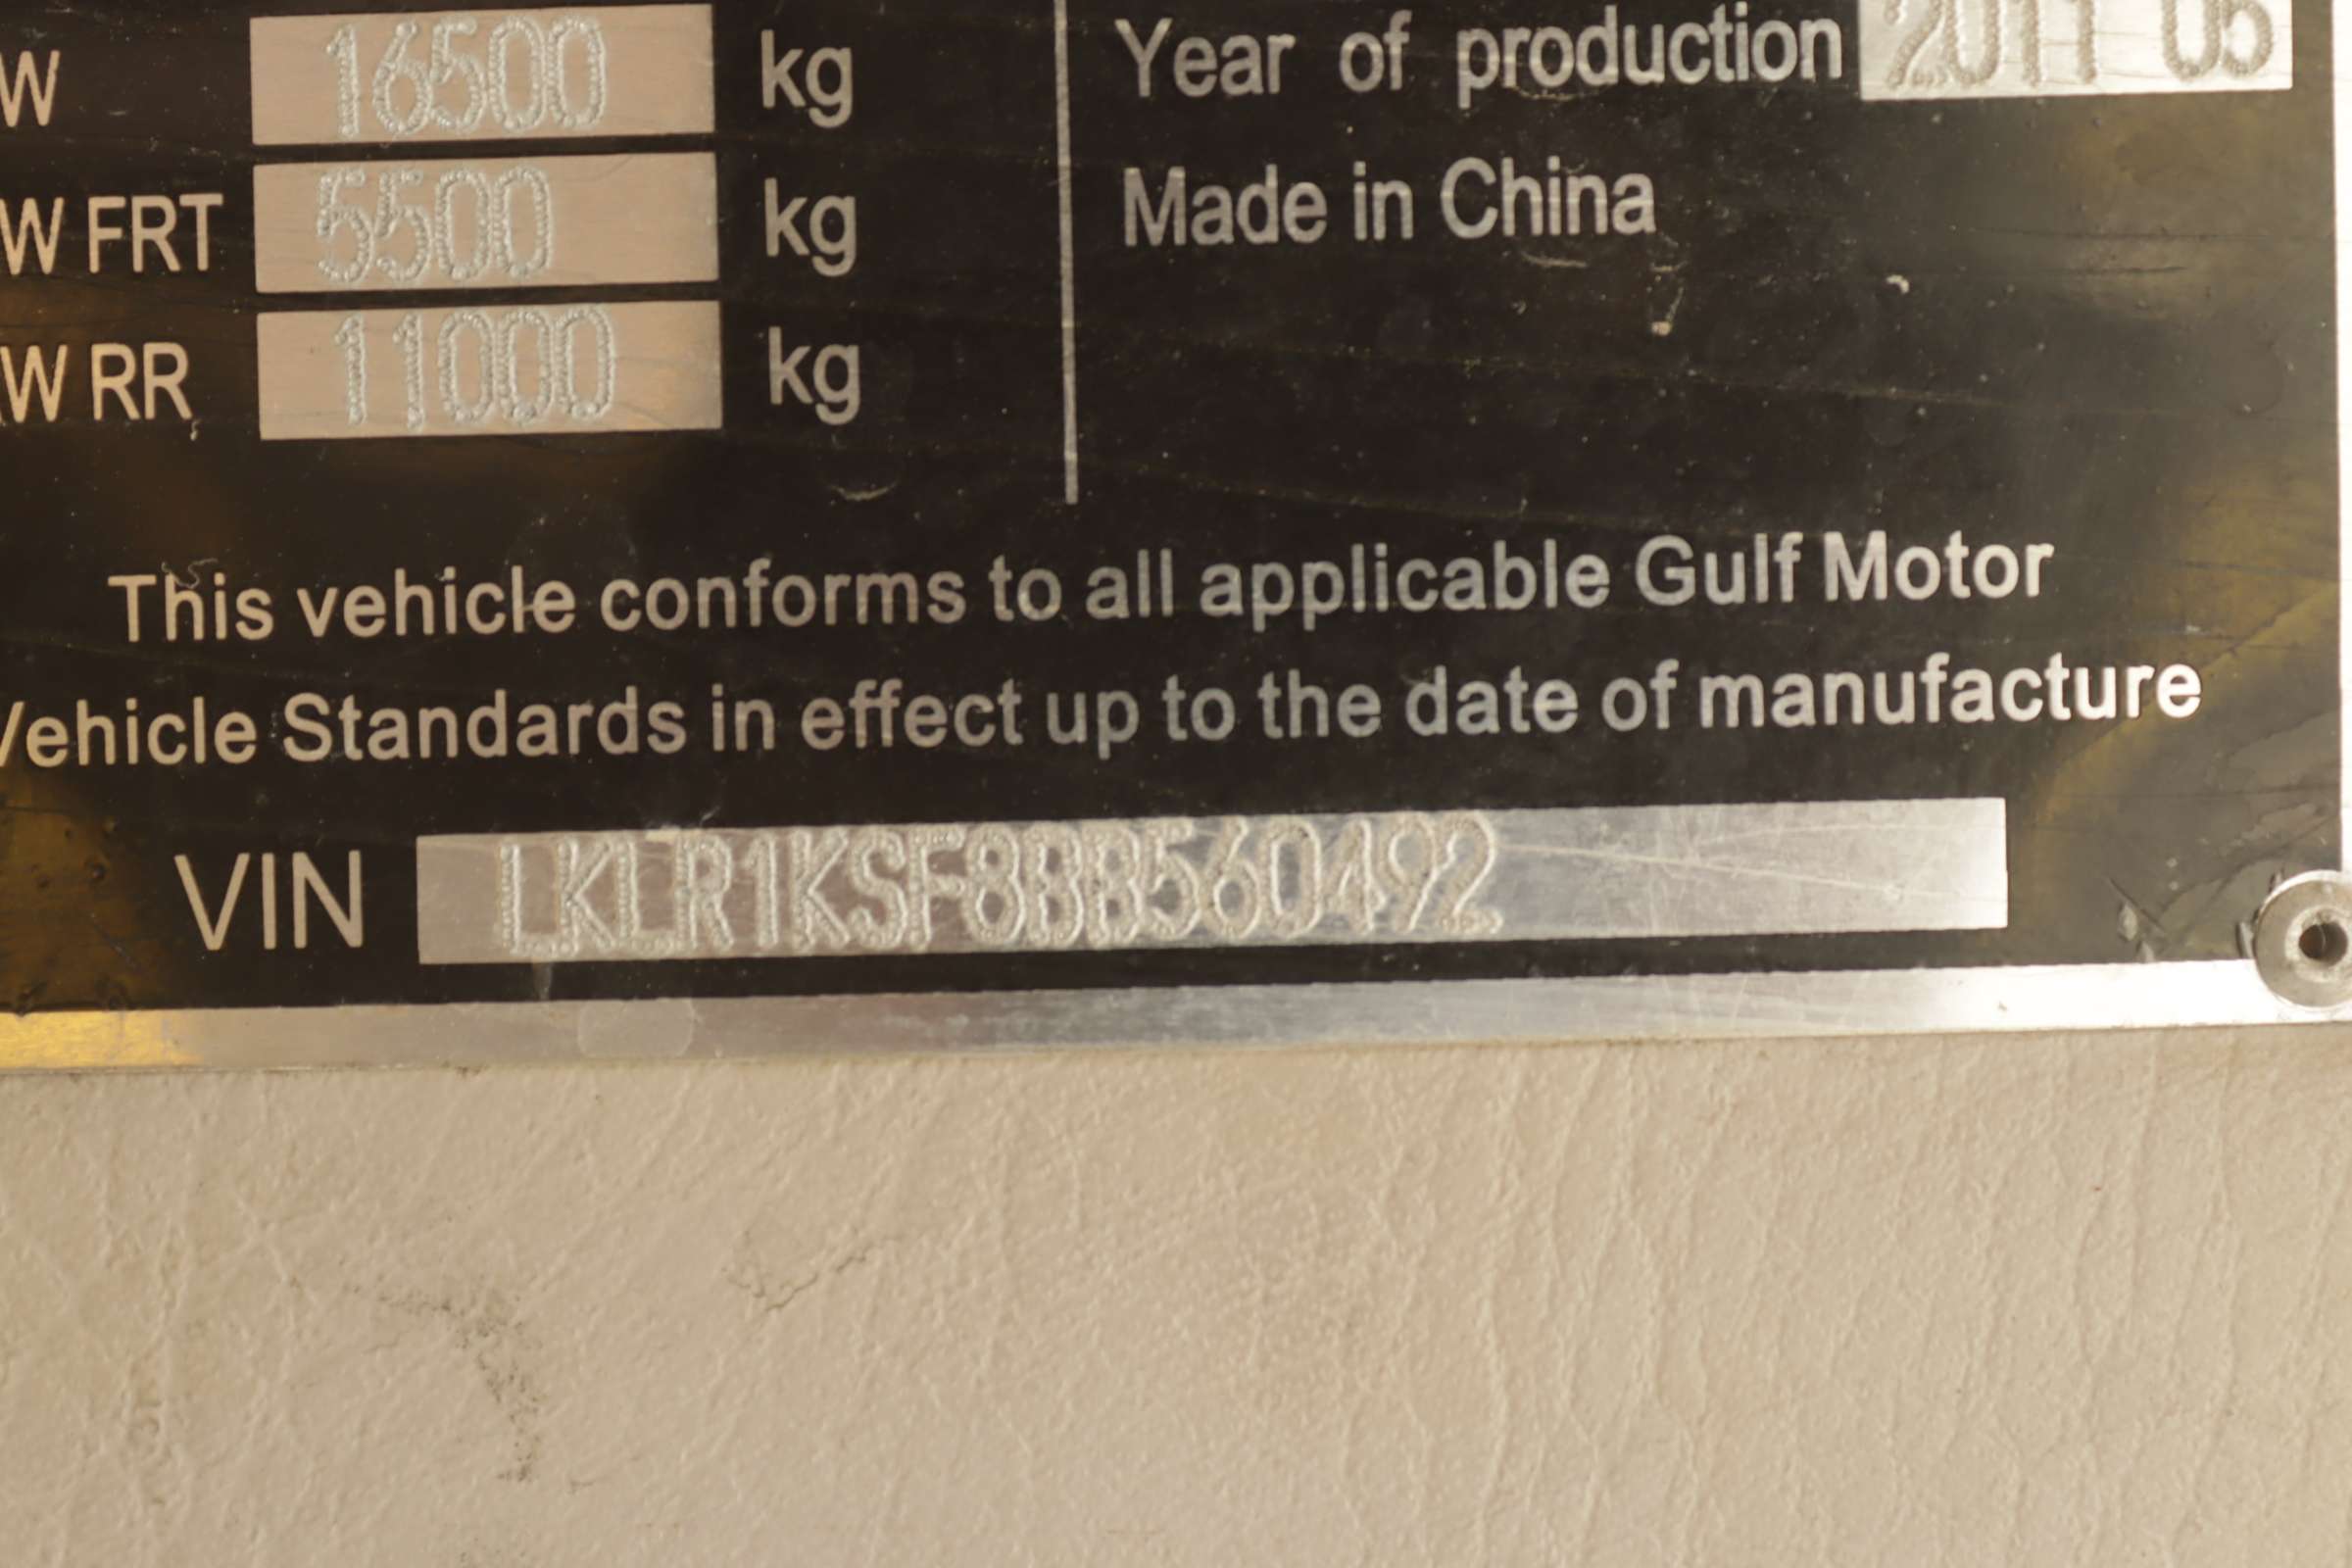 W 16500 kg
W FRT 5500 kg
W RR 11000 kg
Year of production 2011 05
Made in China
This vehicle conforms to all applicable Gulf Motor
Vehicle Standards in effect up to the date of manufacture
VIN LKLR1KSF8BB560492